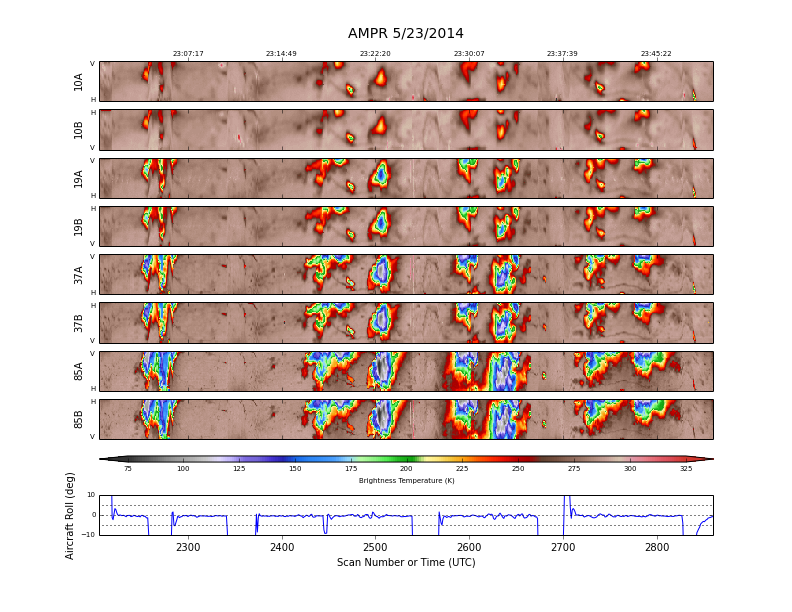 AMPR 5/23/2014
23:07:17 23:14:49 23:22:20 23:30:07 23:37:39 23:45:22
V
10A
H
H
10B
V
V
19A
H
H
19B
V
V
37A
H
H
37B
V
V
85A
H
H
85B
V
75 100 125 150 175 200 225 250 275 300 325
Brightness Temperature (K)
Aircraft Roll (deg)
10
5
0
−5
−10
2300 2400 2500 2600 2700 2800
Scan Number or Time (UTC)